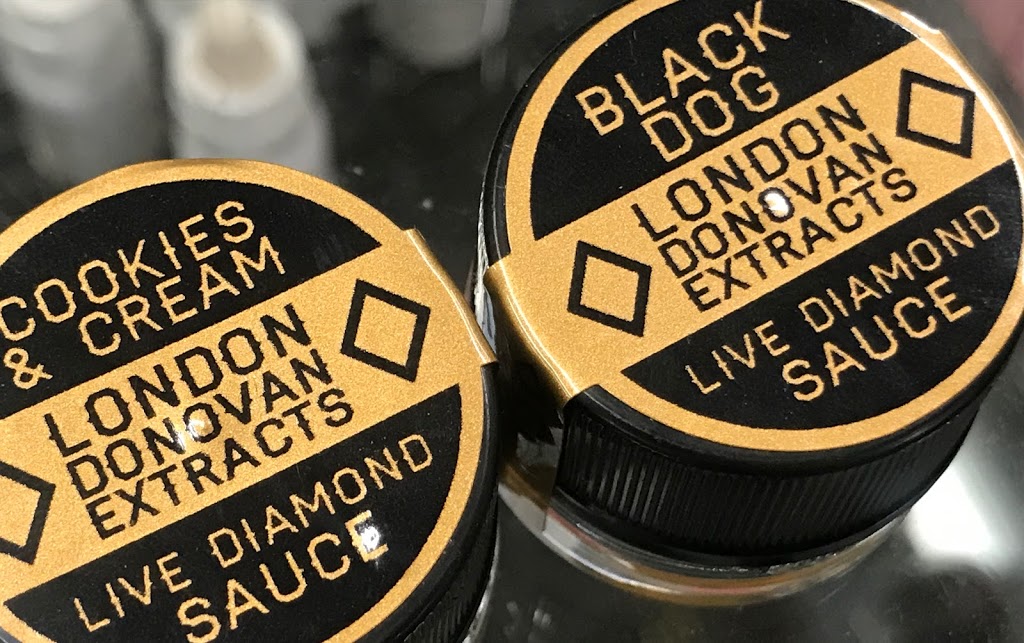 COOKIES
& CREAM
LONDON
DONOVAN
EXTRACTS
LIVE DIAMOND
SAUCE
BLACK
DOG
LONDON
DONOVAN
EXTRACTS
LIVE DIAMOND
SAUCE